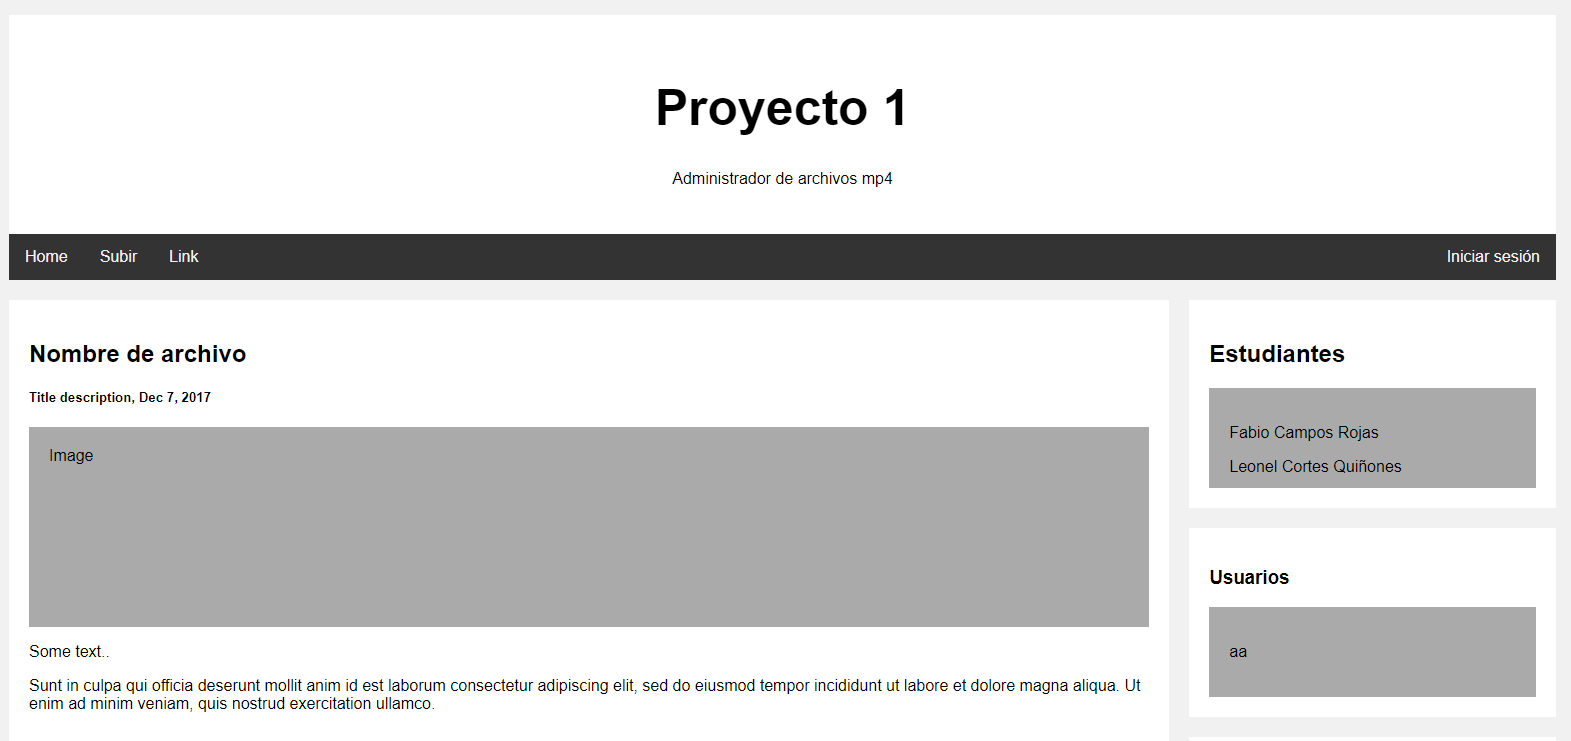 Proyecto 1
Administrador de archivos mp4
Home Subir Link Iniciar sesión
Nombre de archivo
Title description, Dec 7, 2017
Image
Some text..
Sunt in culpa qui officia deserunt mollit anim id est laborum consectetur adipiscing elit, sed do eiusmod tempor incididunt ut labore et dolore magna aliqua. Ut
enim ad minim veniam, quis nostrud exercitation ullamco.
Estudiantes
Fabio Campos Rojas
Leonel Cortes Quiñones
Usuarios
aa